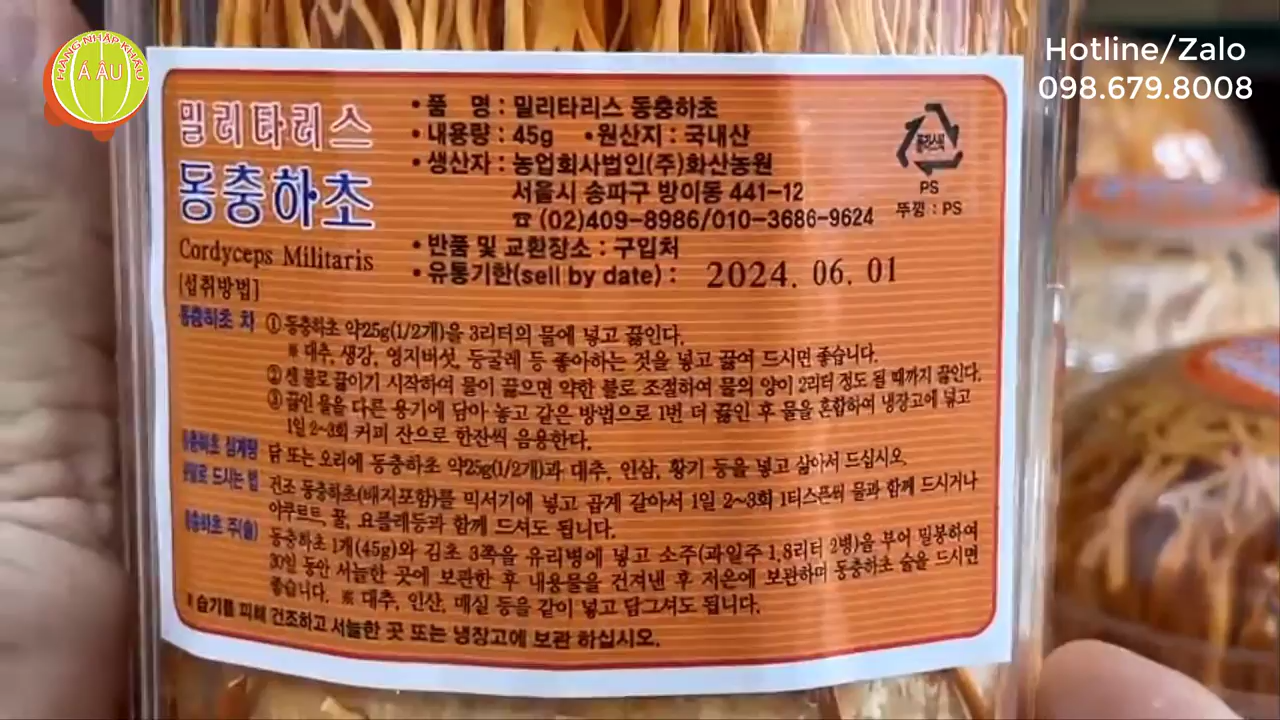 HÀNG NHẬP KHẨU
Á ÂU
Hotline/Zalo
098.679.8008
밀리타리스
동충하초
Cordyceps Militaris
• 품 명 : 밀리타리스 동충하초
• 내용량 : 45g • 원산지 : 국내산
• 생산자 : 농업회사법인(주)화산농원
서울시 송파구 방이동 441-12
☎ (02)409-8986/010-3686-9624
• 반품 및 교환장소 : 구입처
• 유통기한(sell by date) : 2024. 06. 01
플라스틱
PS
뚜껑 : PS
[섭취방법]
동충하초 차 ① 동충하초 약25g(1/2개)을 3리터의 물에 넣고 끓인다.
※ 대추, 생강, 영지버섯, 둥굴레 등 좋아하는 것을 넣고 끓여 드시면 좋습니다.
② 센 불로 끓이기 시작하여 물이 끓으면 약한 불로 조절하여 물의 양이 2리터 정도 될 때까지 끓인다.
③ 끓인 물을 다른 용기에 담아 놓고 같은 방법으로 1번 더 끓인 후 물을 혼합하여 냉장고에 넣고
1일 2~3회 커피 잔으로 한잔씩 음용한다.
동충하초 삼계탕 닭 또는 오리에 동충하초 약25g(1/2개)과 대추, 인삼, 황기 등을 넣고 삶아서 드십시오.
분말로 드시는 법 건조 동충하초(배지포함)를 믹서기에 넣고 곱게 갈아서 1일 2~3회 1티스푼씩 물과 함께 드시거나
야쿠르트, 꿀, 요플레등과 함께 드셔도 됩니다.
동충하초 주(술) 동충하초 1개(45g)와 감초 3쪽을 유리병에 넣고 소주(과일주 1.8리터 2병)을 부어 밀봉하여
30일 동안 서늘한 곳에 보관한 후 내용물을 건져낸 후 저온에 보관하며 동충하초 술을 드시면
좋습니다. ※ 대추, 인삼, 매실 등을 같이 넣고 담그셔도 됩니다.
※ 습기를 피해 건조하고 서늘한 곳 또는 냉장고에 보관 하십시오.